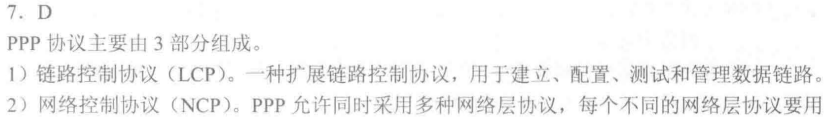 7. D
PPP 协议主要由 3 部分组成。
1）链路控制协议（LCP）。一种扩展链路控制协议，用于建立、配置、测试和管理数据链路。
2）网络控制协议（NCP）。PPP 允许同时采用多种网络层协议，每个不同的网络层协议要用